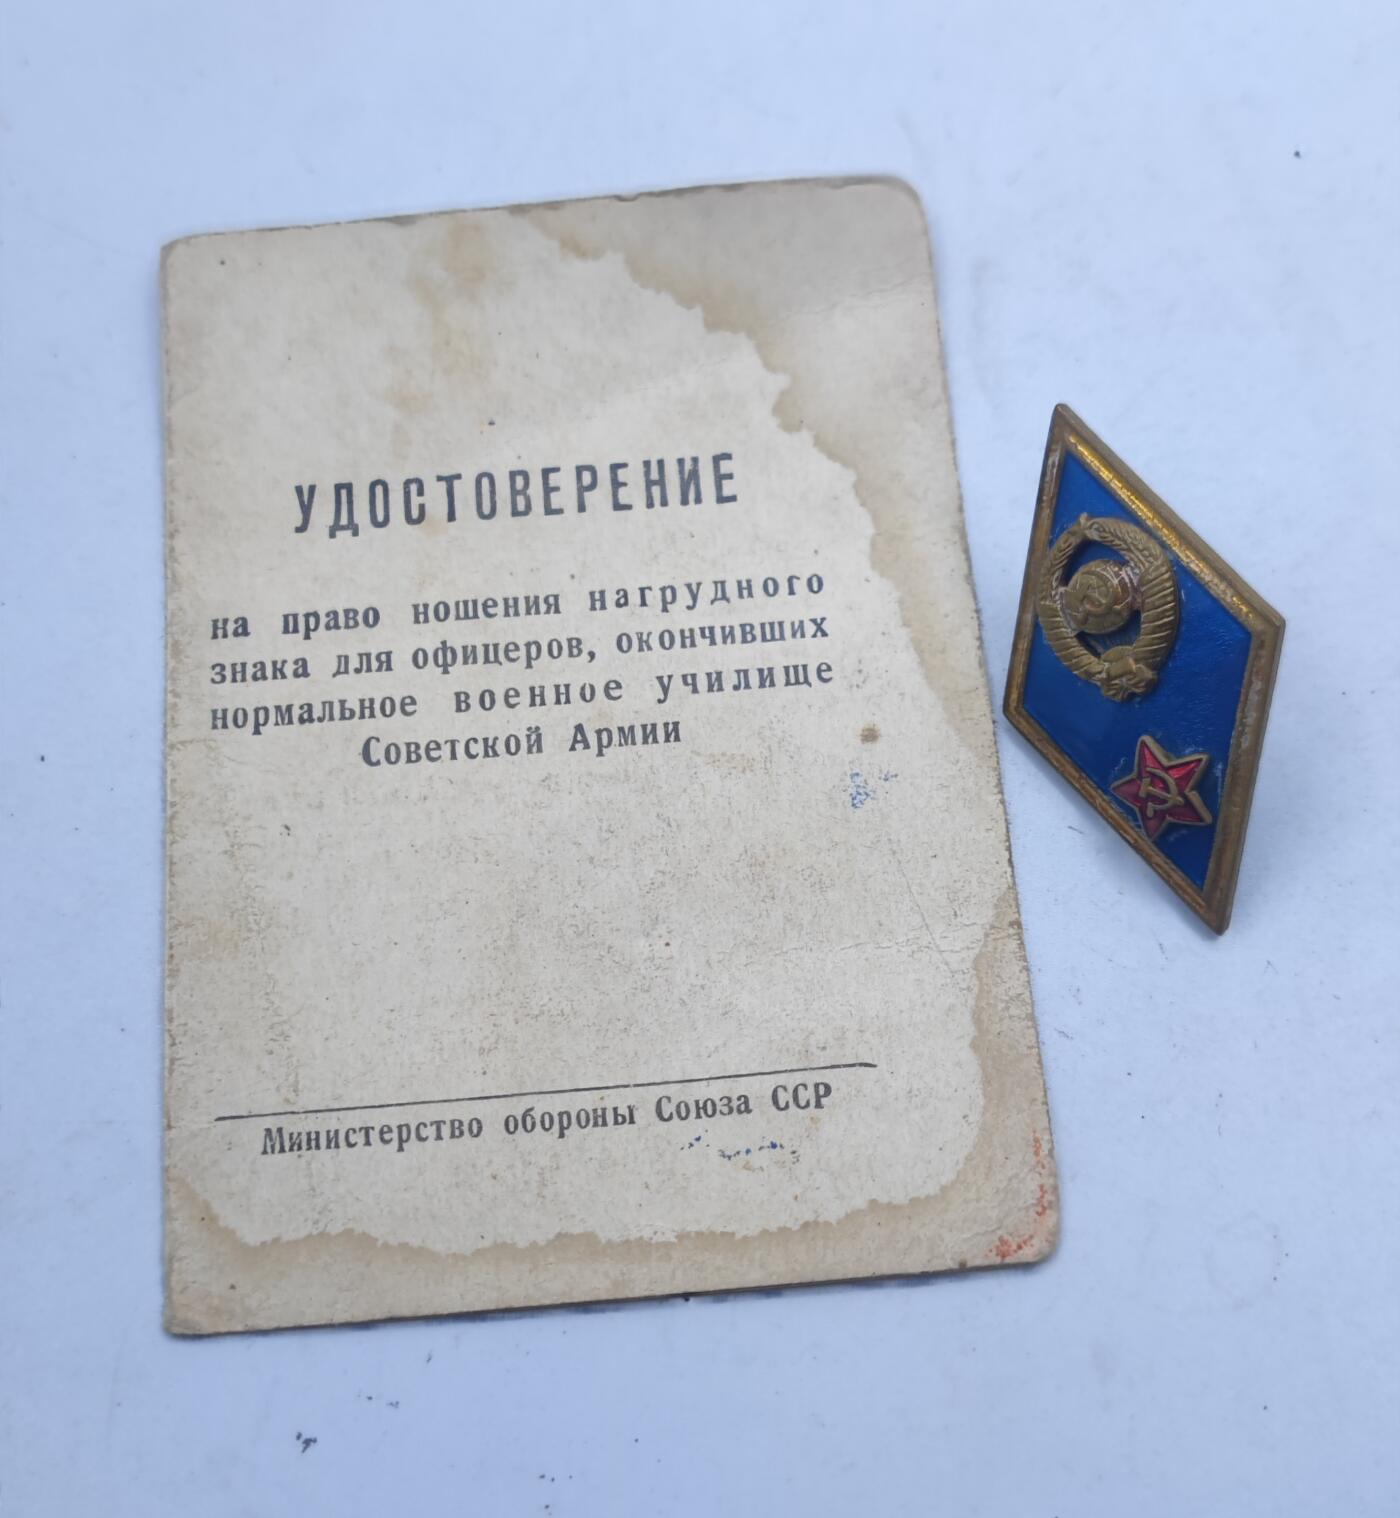 УДОСТОВЕРЕНИЕ
на право ношения нагрудного
знака для офицеров, окончивших
нормальное военное училище
Советской Армии
Министерство обороны Союза ССР